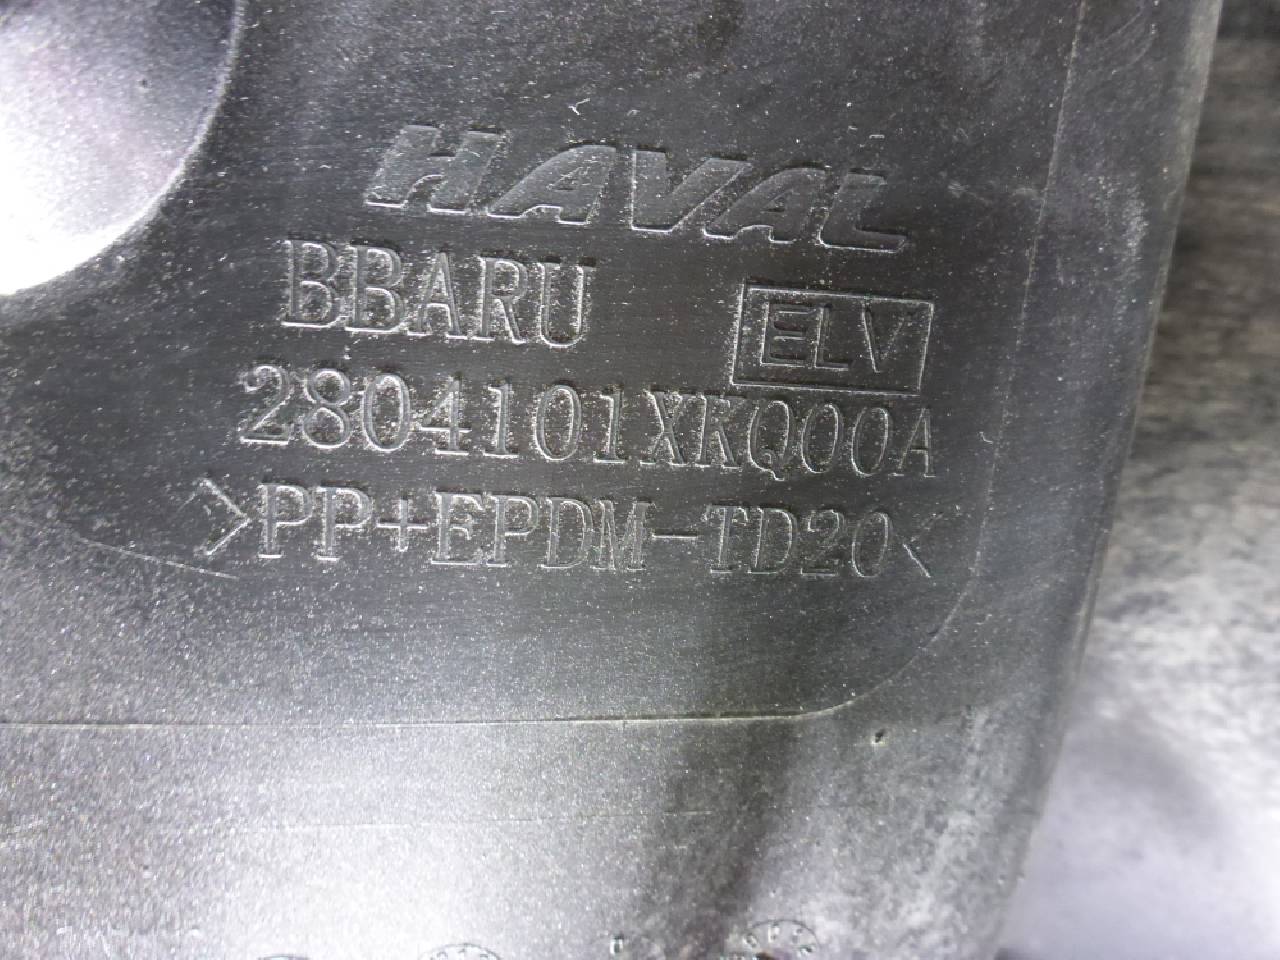 HAVAL
BBARU
ELV
2804101XKQ00A
>PP+EPDM-TD20<